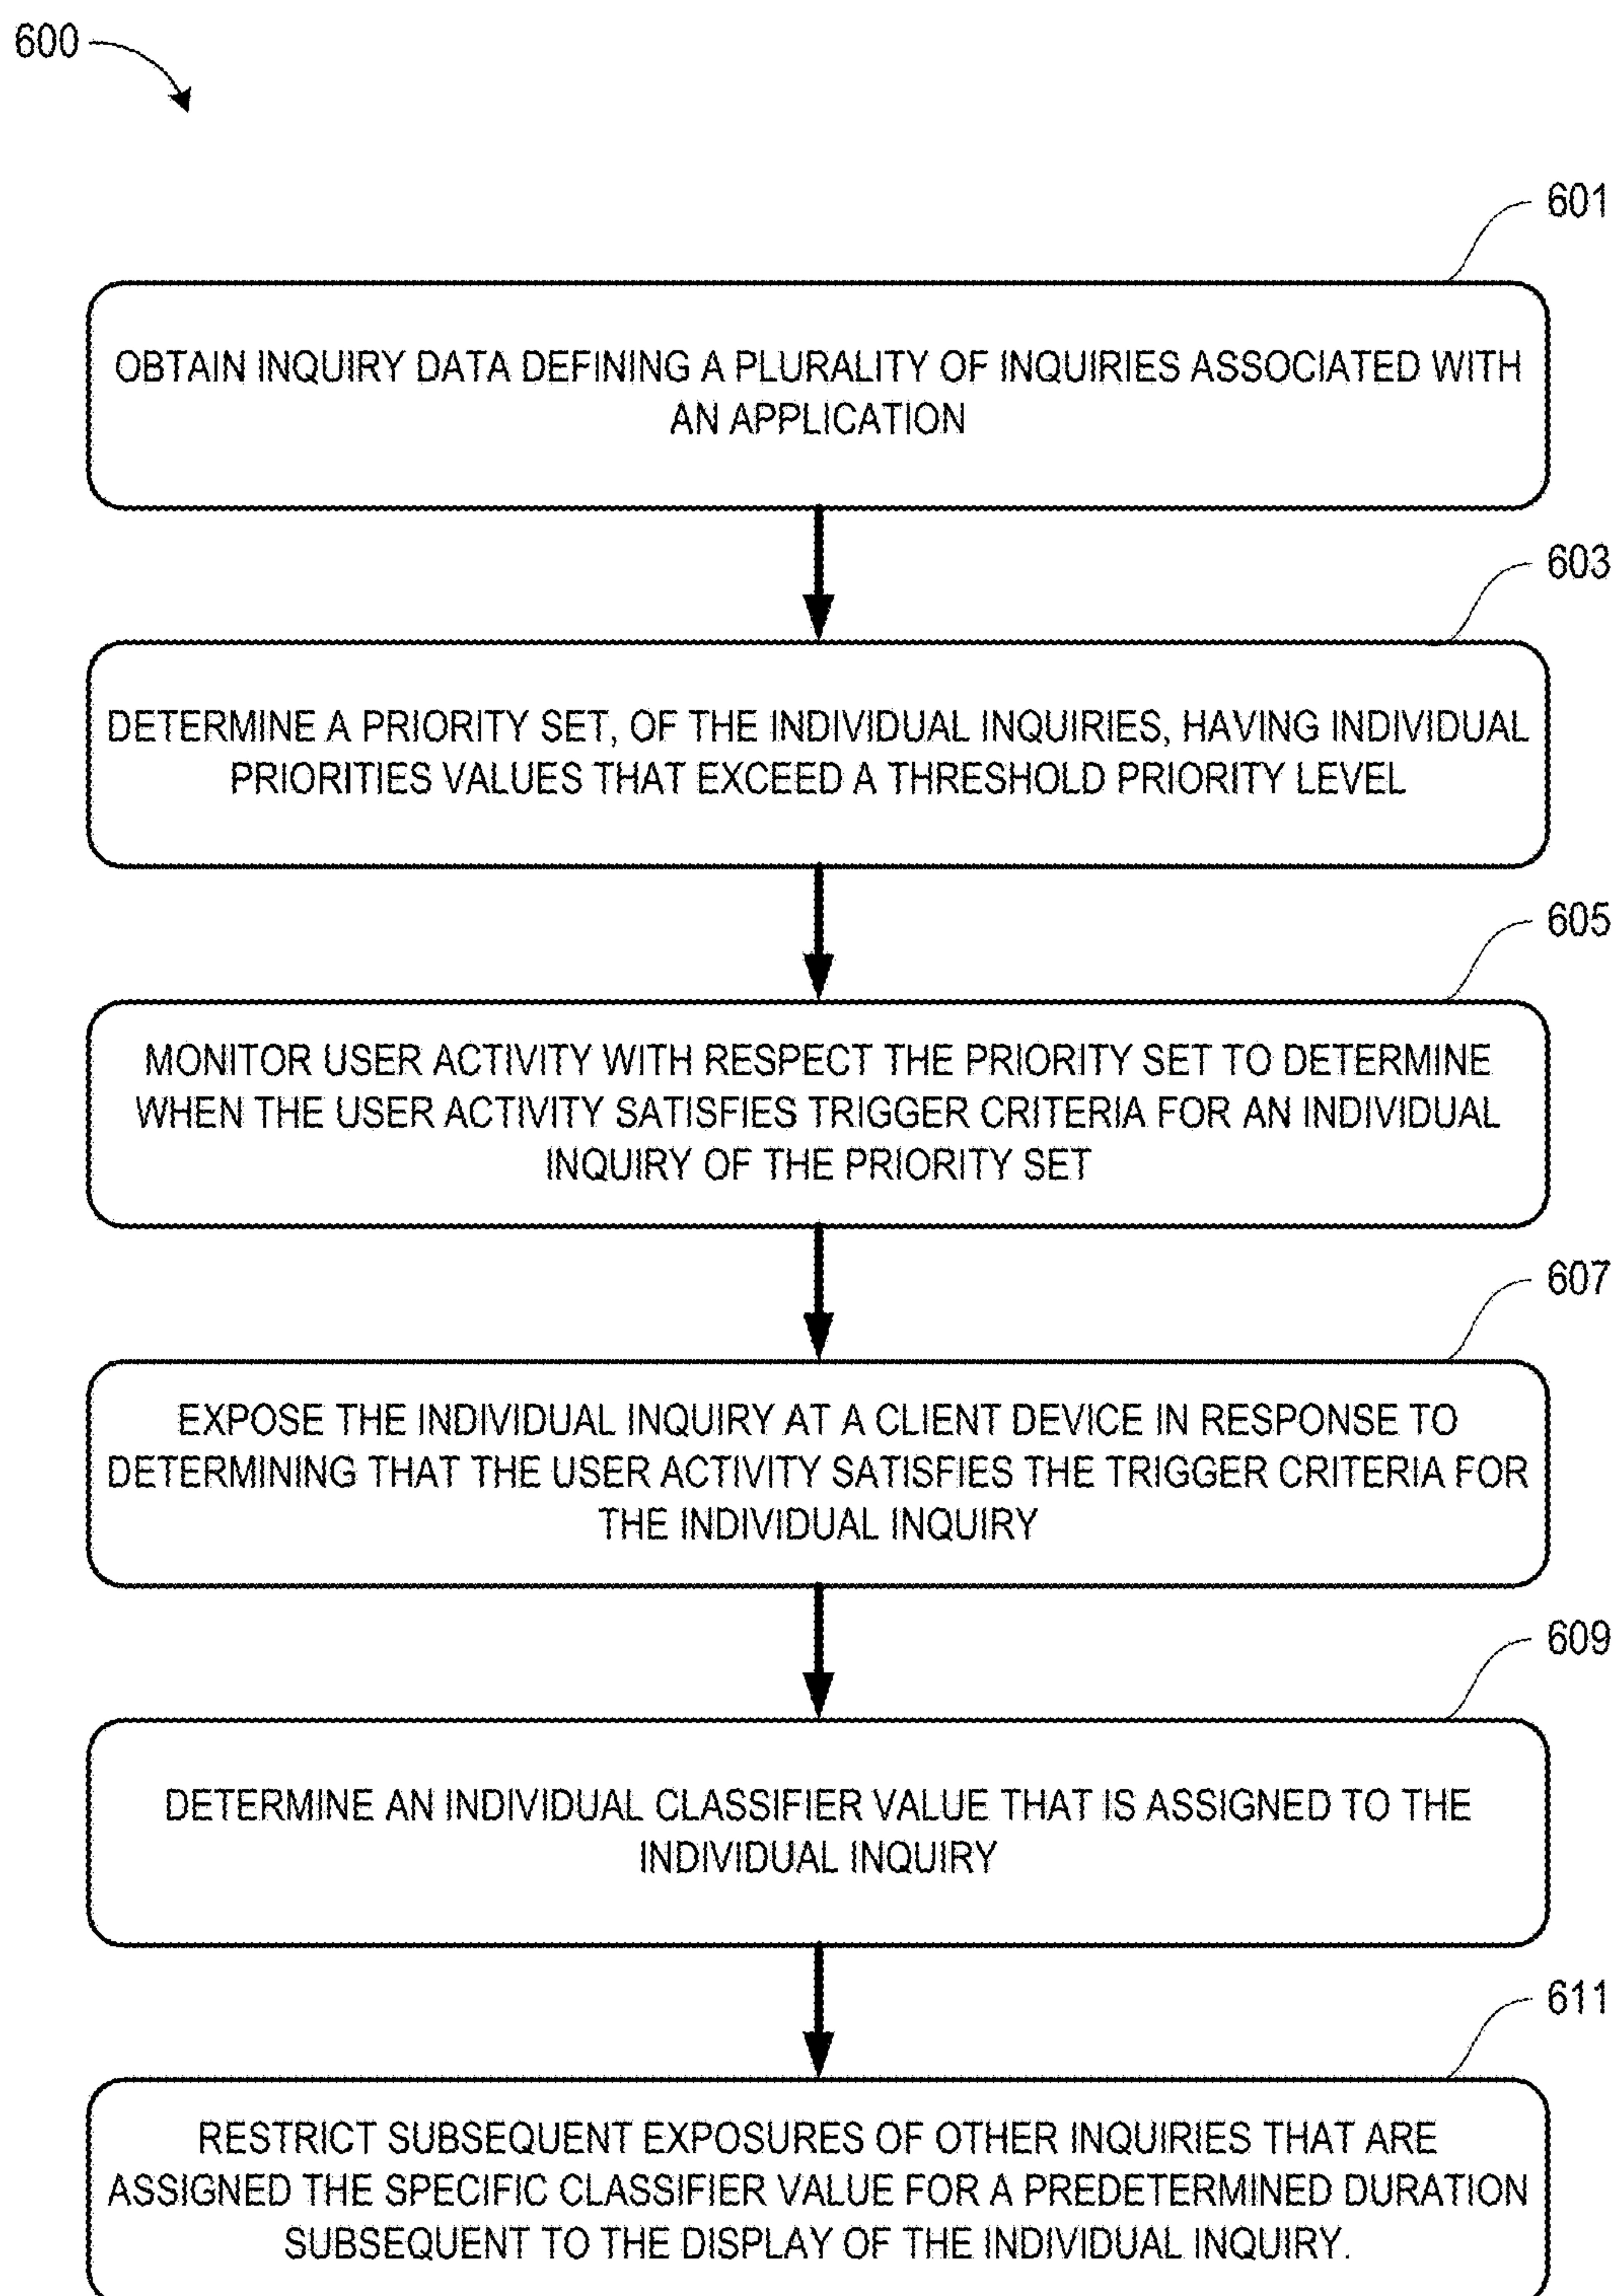 600
601
OBTAIN INQUIRY DATA DEFINING A PLURALITY OF INQUIRIES ASSOCIATED WITH
AN APPLICATION
603
DETERMINE A PRIORITY SET, OF THE INDIVIDUAL INQUIRIES, HAVING INDIVIDUAL
PRIORITIES VALUES THAT EXCEED A THRESHOLD PRIORITY LEVEL
605
MONITOR USER ACTIVITY WITH RESPECT THE PRIORITY SET TO DETERMINE
WHEN THE USER ACTIVITY SATISFIES TRIGGER CRITERIA FOR AN INDIVIDUAL
INQUIRY OF THE PRIORITY SET
607
EXPOSE THE INDIVIDUAL INQUIRY AT A CLIENT DEVICE IN RESPONSE TO
DETERMINING THAT THE USER ACTIVITY SATISFIES THE TRIGGER CRITERIA FOR
THE INDIVIDUAL INQUIRY
609
DETERMINE AN INDIVIDUAL CLASSIFIER VALUE THAT IS ASSIGNED TO THE
INDIVIDUAL INQUIRY
611
RESTRICT SUBSEQUENT EXPOSURES OF OTHER INQUIRIES THAT ARE
ASSIGNED THE SPECIFIC CLASSIFIER VALUE FOR A PREDETERMINED DURATION
SUBSEQUENT TO THE DISPLAY OF THE INDIVIDUAL INQUIRY.